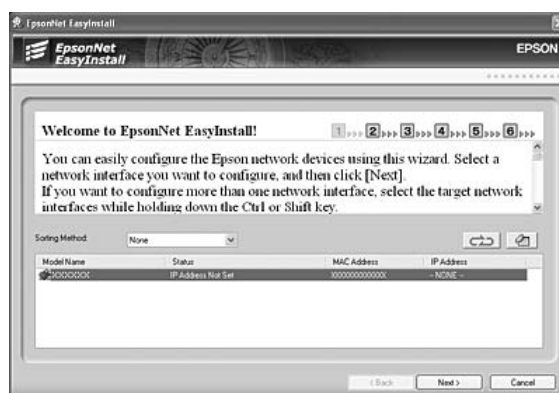 EpsonNet EasyInstall
EpsonNet
EasyInstall
EPSON
Welcome to EpsonNet EasyInstall!
1 2 3 4 5 6
You can easily configure the Epson network devices using this wizard. Select a
network interface you want to configure, and then click [Next].
If you want to configure more than one network interface, select the target network
interfaces while holding down the Ctrl or Shift key.
Sorting Method: None
Model Name Status MAC Address IP Address
XXXXXXX IP Address Not Set XXXXXXXXXXXX - NONE -
< Back Next > Cancel